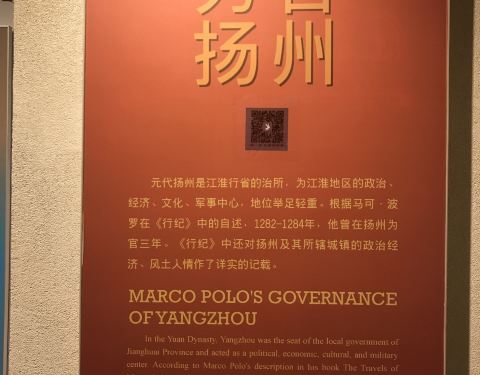 扬州
元代扬州是江淮行省的治所，为江淮地区的政治、
经济、文化、军事中心，地位举足轻重。根据马可·波
罗在《行纪》中的自述，1282-1284年，他曾在扬州为
官三年。《行纪》中还对扬州及其所辖城镇的政治经
济、风土人情作了详实的记载。
MARCO POLO'S GOVERNANCE
OF YANGZHOU
In the Yuan Dynasty, Yangzhou was the seat of the local government of
Jianghuai Province and acted as a political, economic, cultural, and military
center. According to Marco Polo's description in his book The Travels of